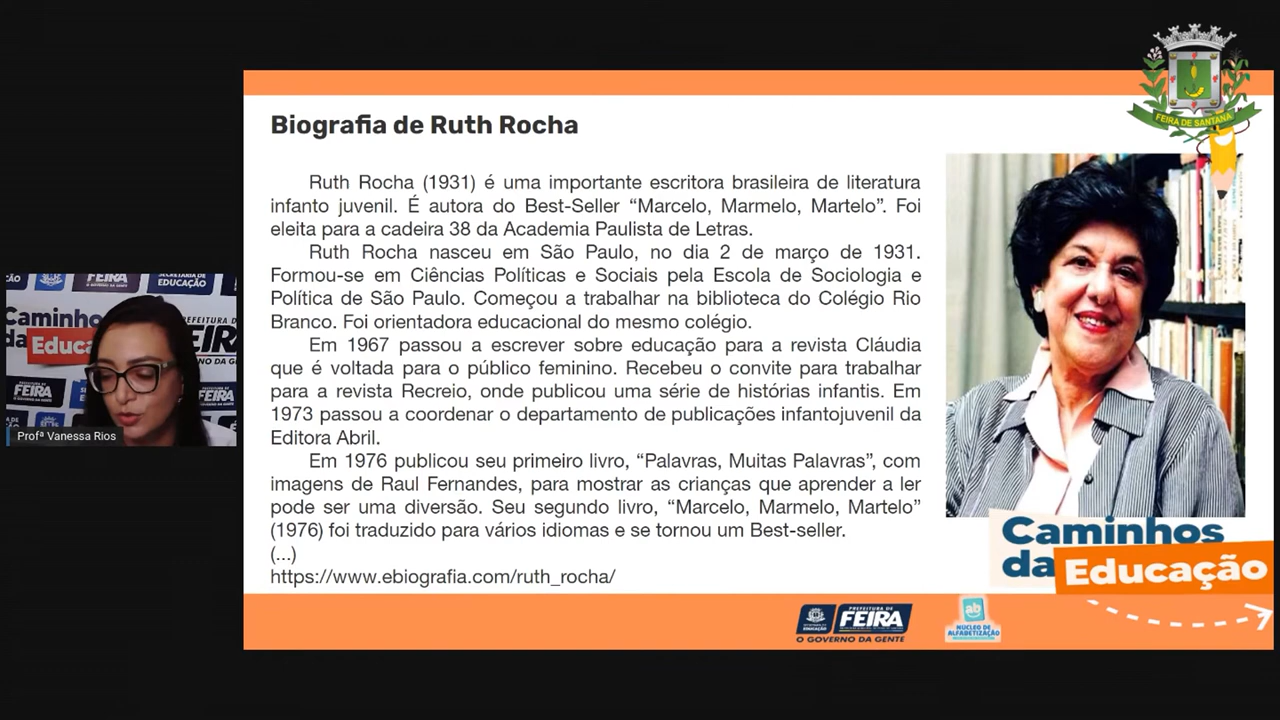 FEIRA DE SANTANA
Biografia de Ruth Rocha
Ruth Rocha (1931) é uma importante escritora brasileira de literatura
infanto juvenil. É autora do Best-Seller “Marcelo, Marmelo, Martelo”. Foi
eleita para a cadeira 38 da Academia Paulista de Letras.
Ruth Rocha nasceu em São Paulo, no dia 2 de março de 1931.
Formou-se em Ciências Políticas e Sociais pela Escola de Sociologia e
Política de São Paulo. Começou a trabalhar na biblioteca do Colégio Rio
Branco. Foi orientadora educacional do mesmo colégio.
Em 1967 passou a escrever sobre educação para a revista Cláudia
que é voltada para o público feminino. Recebeu o convite para trabalhar
para a revista Recreio, onde publicou uma série de histórias infantis. Em
1973 passou a coordenar o departamento de publicações infantojuvenil da
Editora Abril.
Em 1976 publicou seu primeiro livro, “Palavras, Muitas Palavras”, com
imagens de Raul Fernandes, para mostrar as crianças que aprender a ler
pode ser uma diversão. Seu segundo livro, “Marcelo, Marmelo, Martelo”
(1976) foi traduzido para vários idiomas e se tornou um Best-seller.
(...)
https://www.ebiografia.com/ruth_rocha/
Caminhos
da Educação
PREFEITURA DE
FEIRA
O GOVERNO DA GENTE
ab
NÚCLEO DE
ALFABETIZAÇÃO
FEIRA
EDUCAÇÃO
Caminho
da Educa
FEIRA
FEIRA
Profª Vanessa Rios